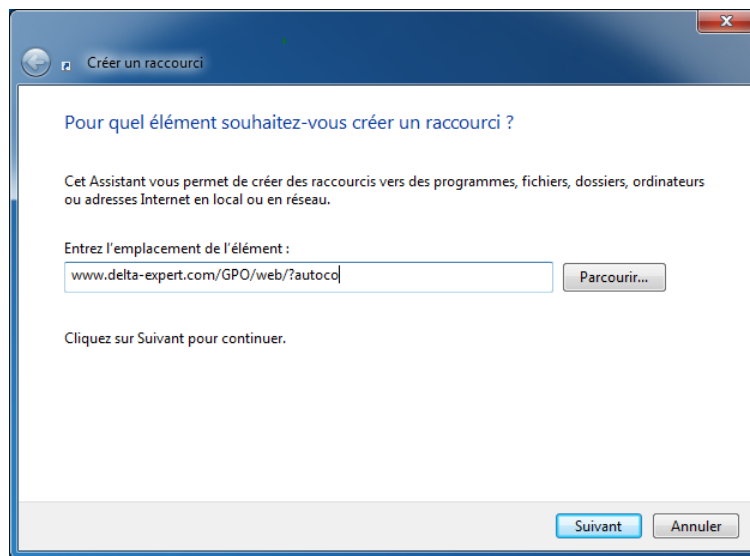 Créer un raccourci
Pour quel élément souhaitez-vous créer un raccourci ?
Cet Assistant vous permet de créer des raccourcis vers des programmes, fichiers, dossiers, ordinateurs
ou adresses Internet en local ou en réseau.
Entrez l'emplacement de l'élément :
www.delta-expert.com/GPO/web/?autoco
Parcourir...
Cliquez sur Suivant pour continuer.
Suivant
Annuler